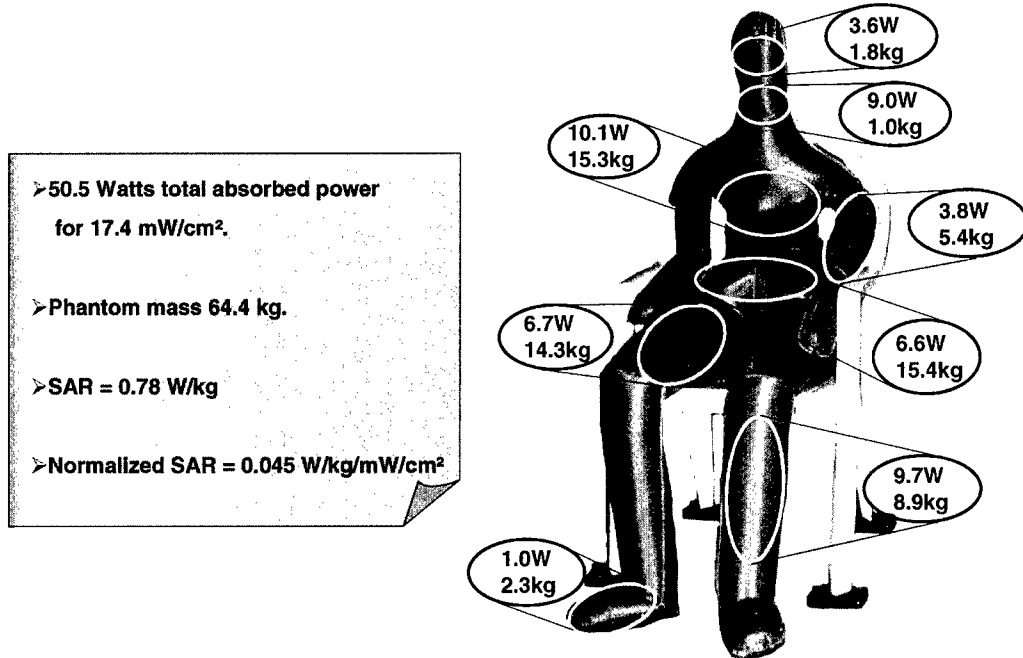 ➢50.5 Watts total absorbed power
for 17.4 mW/cm².
➢Phantom mass 64.4 kg.
➢SAR = 0.78 W/kg
➢Normalized SAR = 0.045 W/kg/mW/cm²
3.6W
1.8kg
9.0W
1.0kg
10.1W
15.3kg
3.8W
5.4kg
6.7W
14.3kg
6.6W
15.4kg
9.7W
8.9kg
1.0W
2.3kg